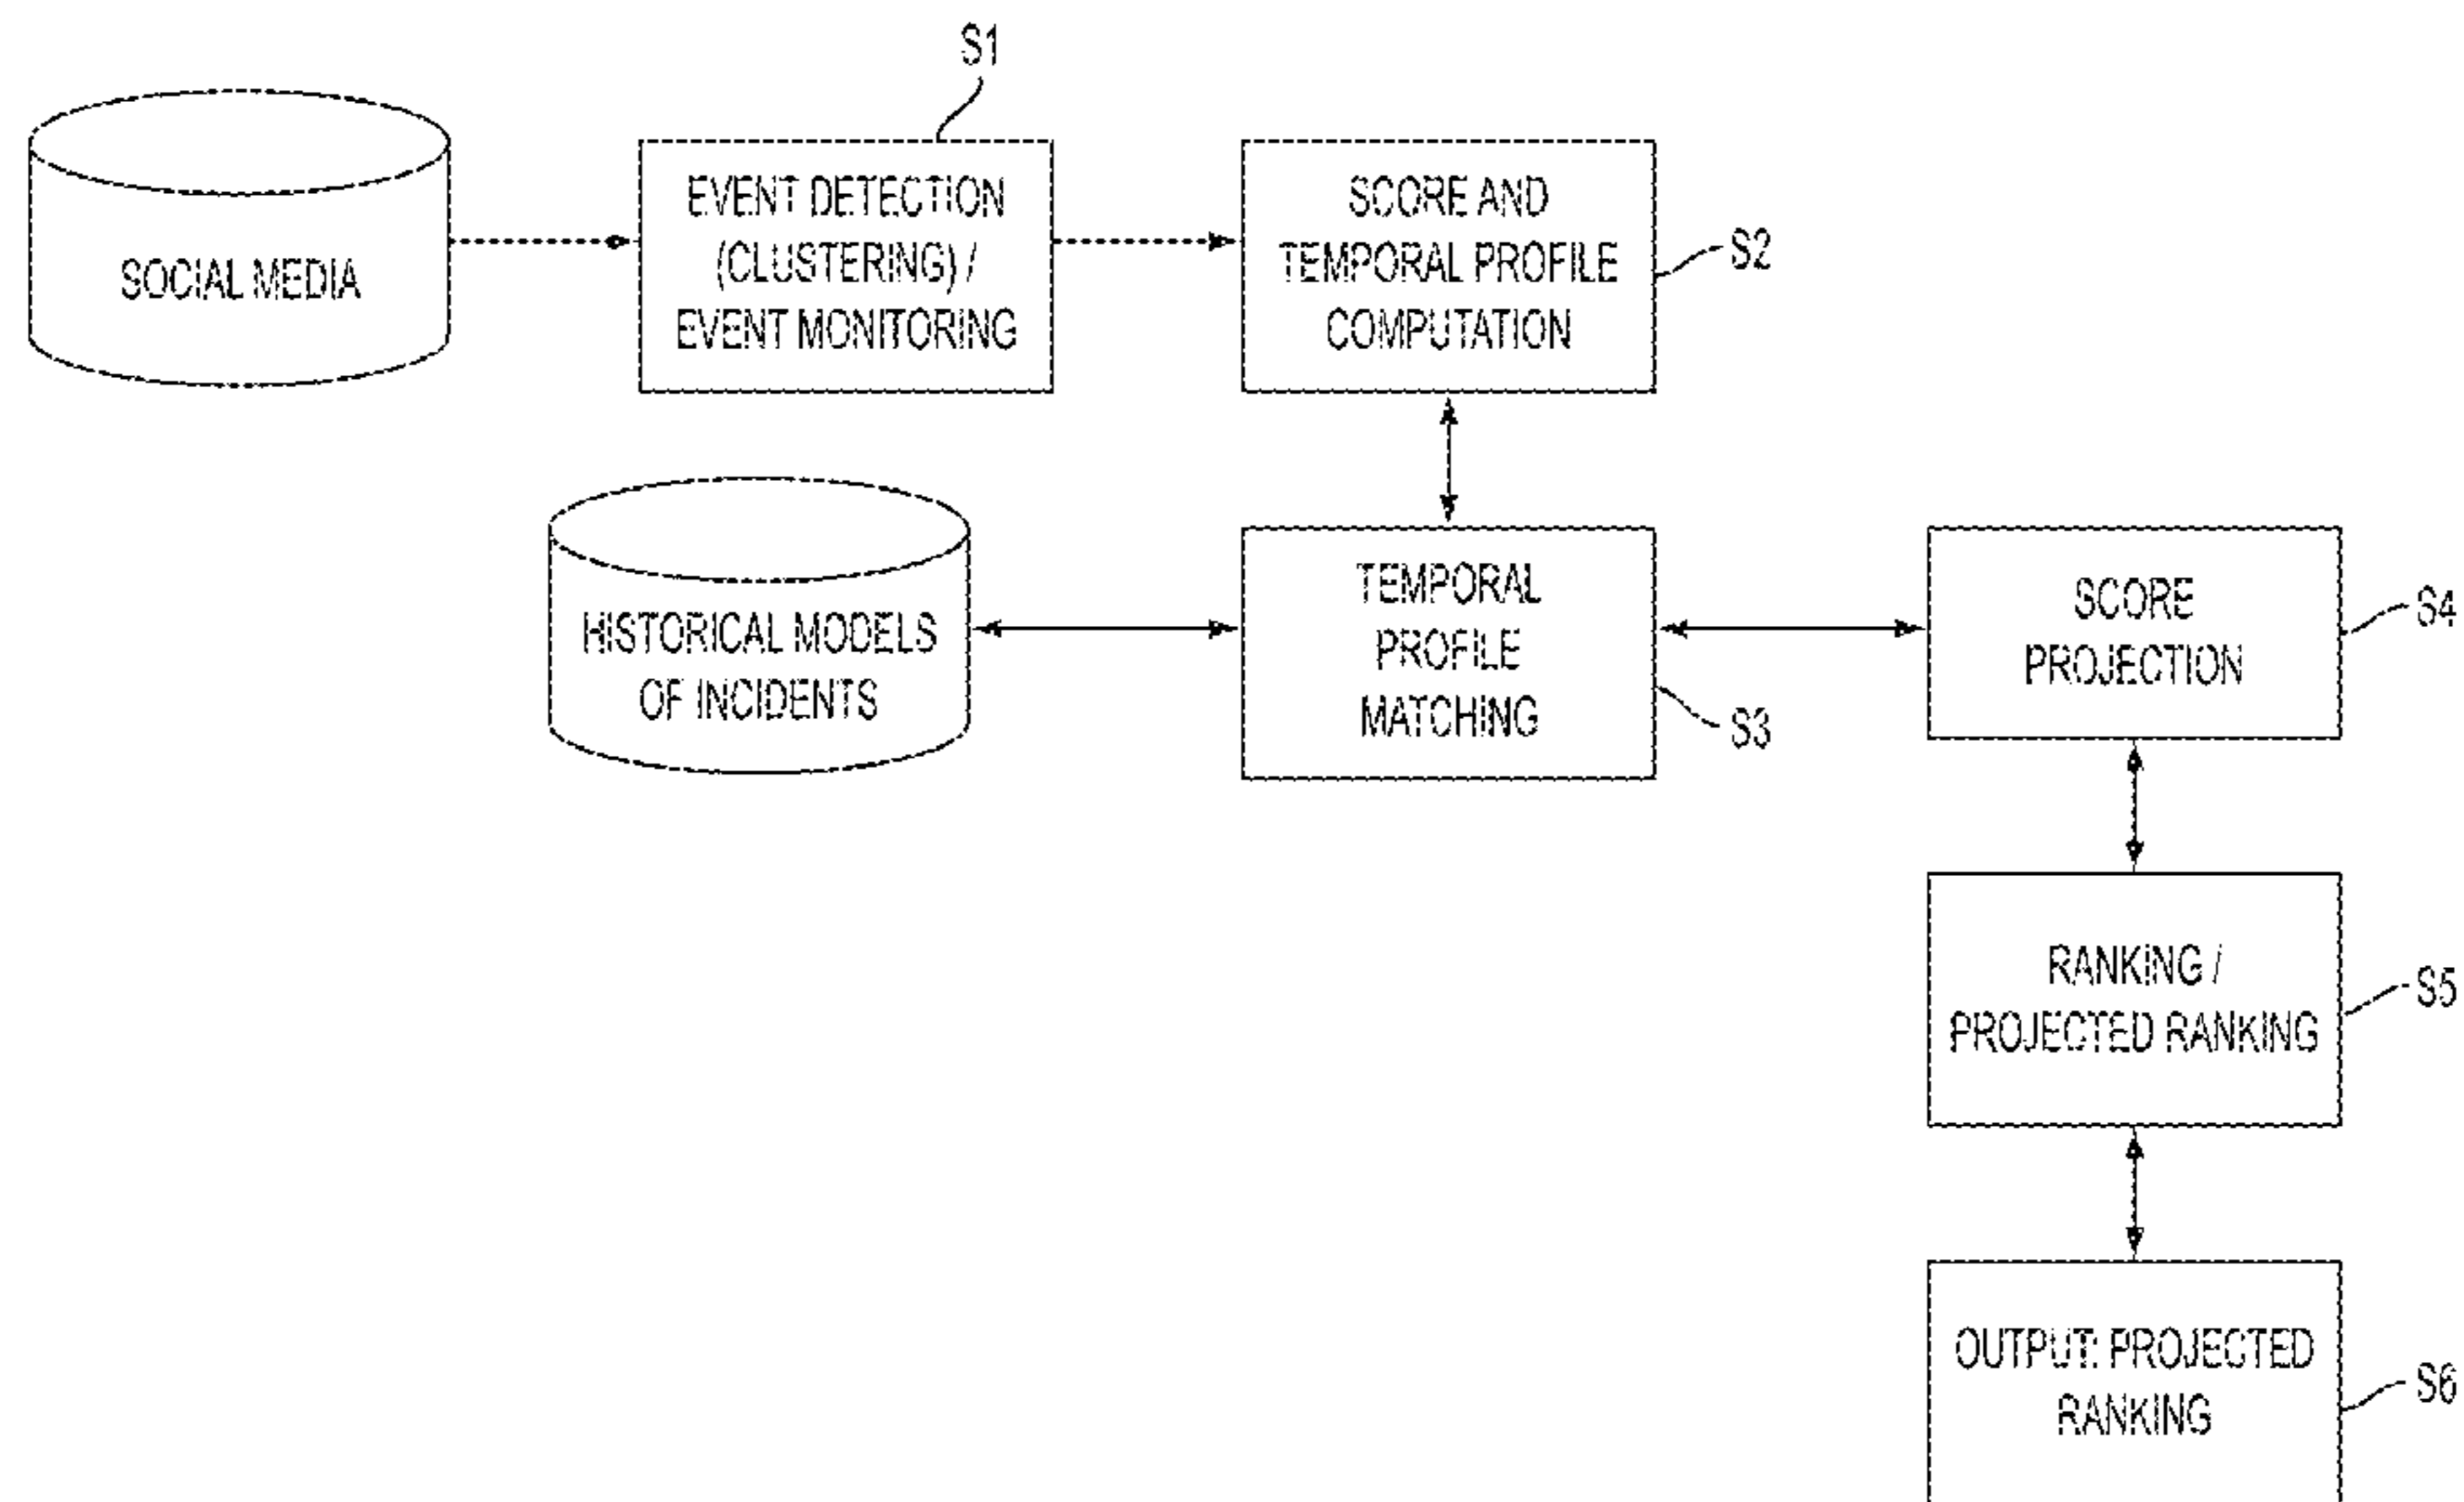 S1
SOCIAL MEDIA
EVENT DETECTION
(CLUSTERING) /
EVENT MONITORING
SCORE AND
TEMPORAL PROFILE
COMPUTATION
S2
HISTORICAL MODELS
OF INCIDENTS
TEMPORAL
PROFILE
MATCHING
S3
SCORE
PROJECTION
S4
RANKING /
PROJECTED RANKING
S5
OUTPUT: PROJECTED
RANKING
S6